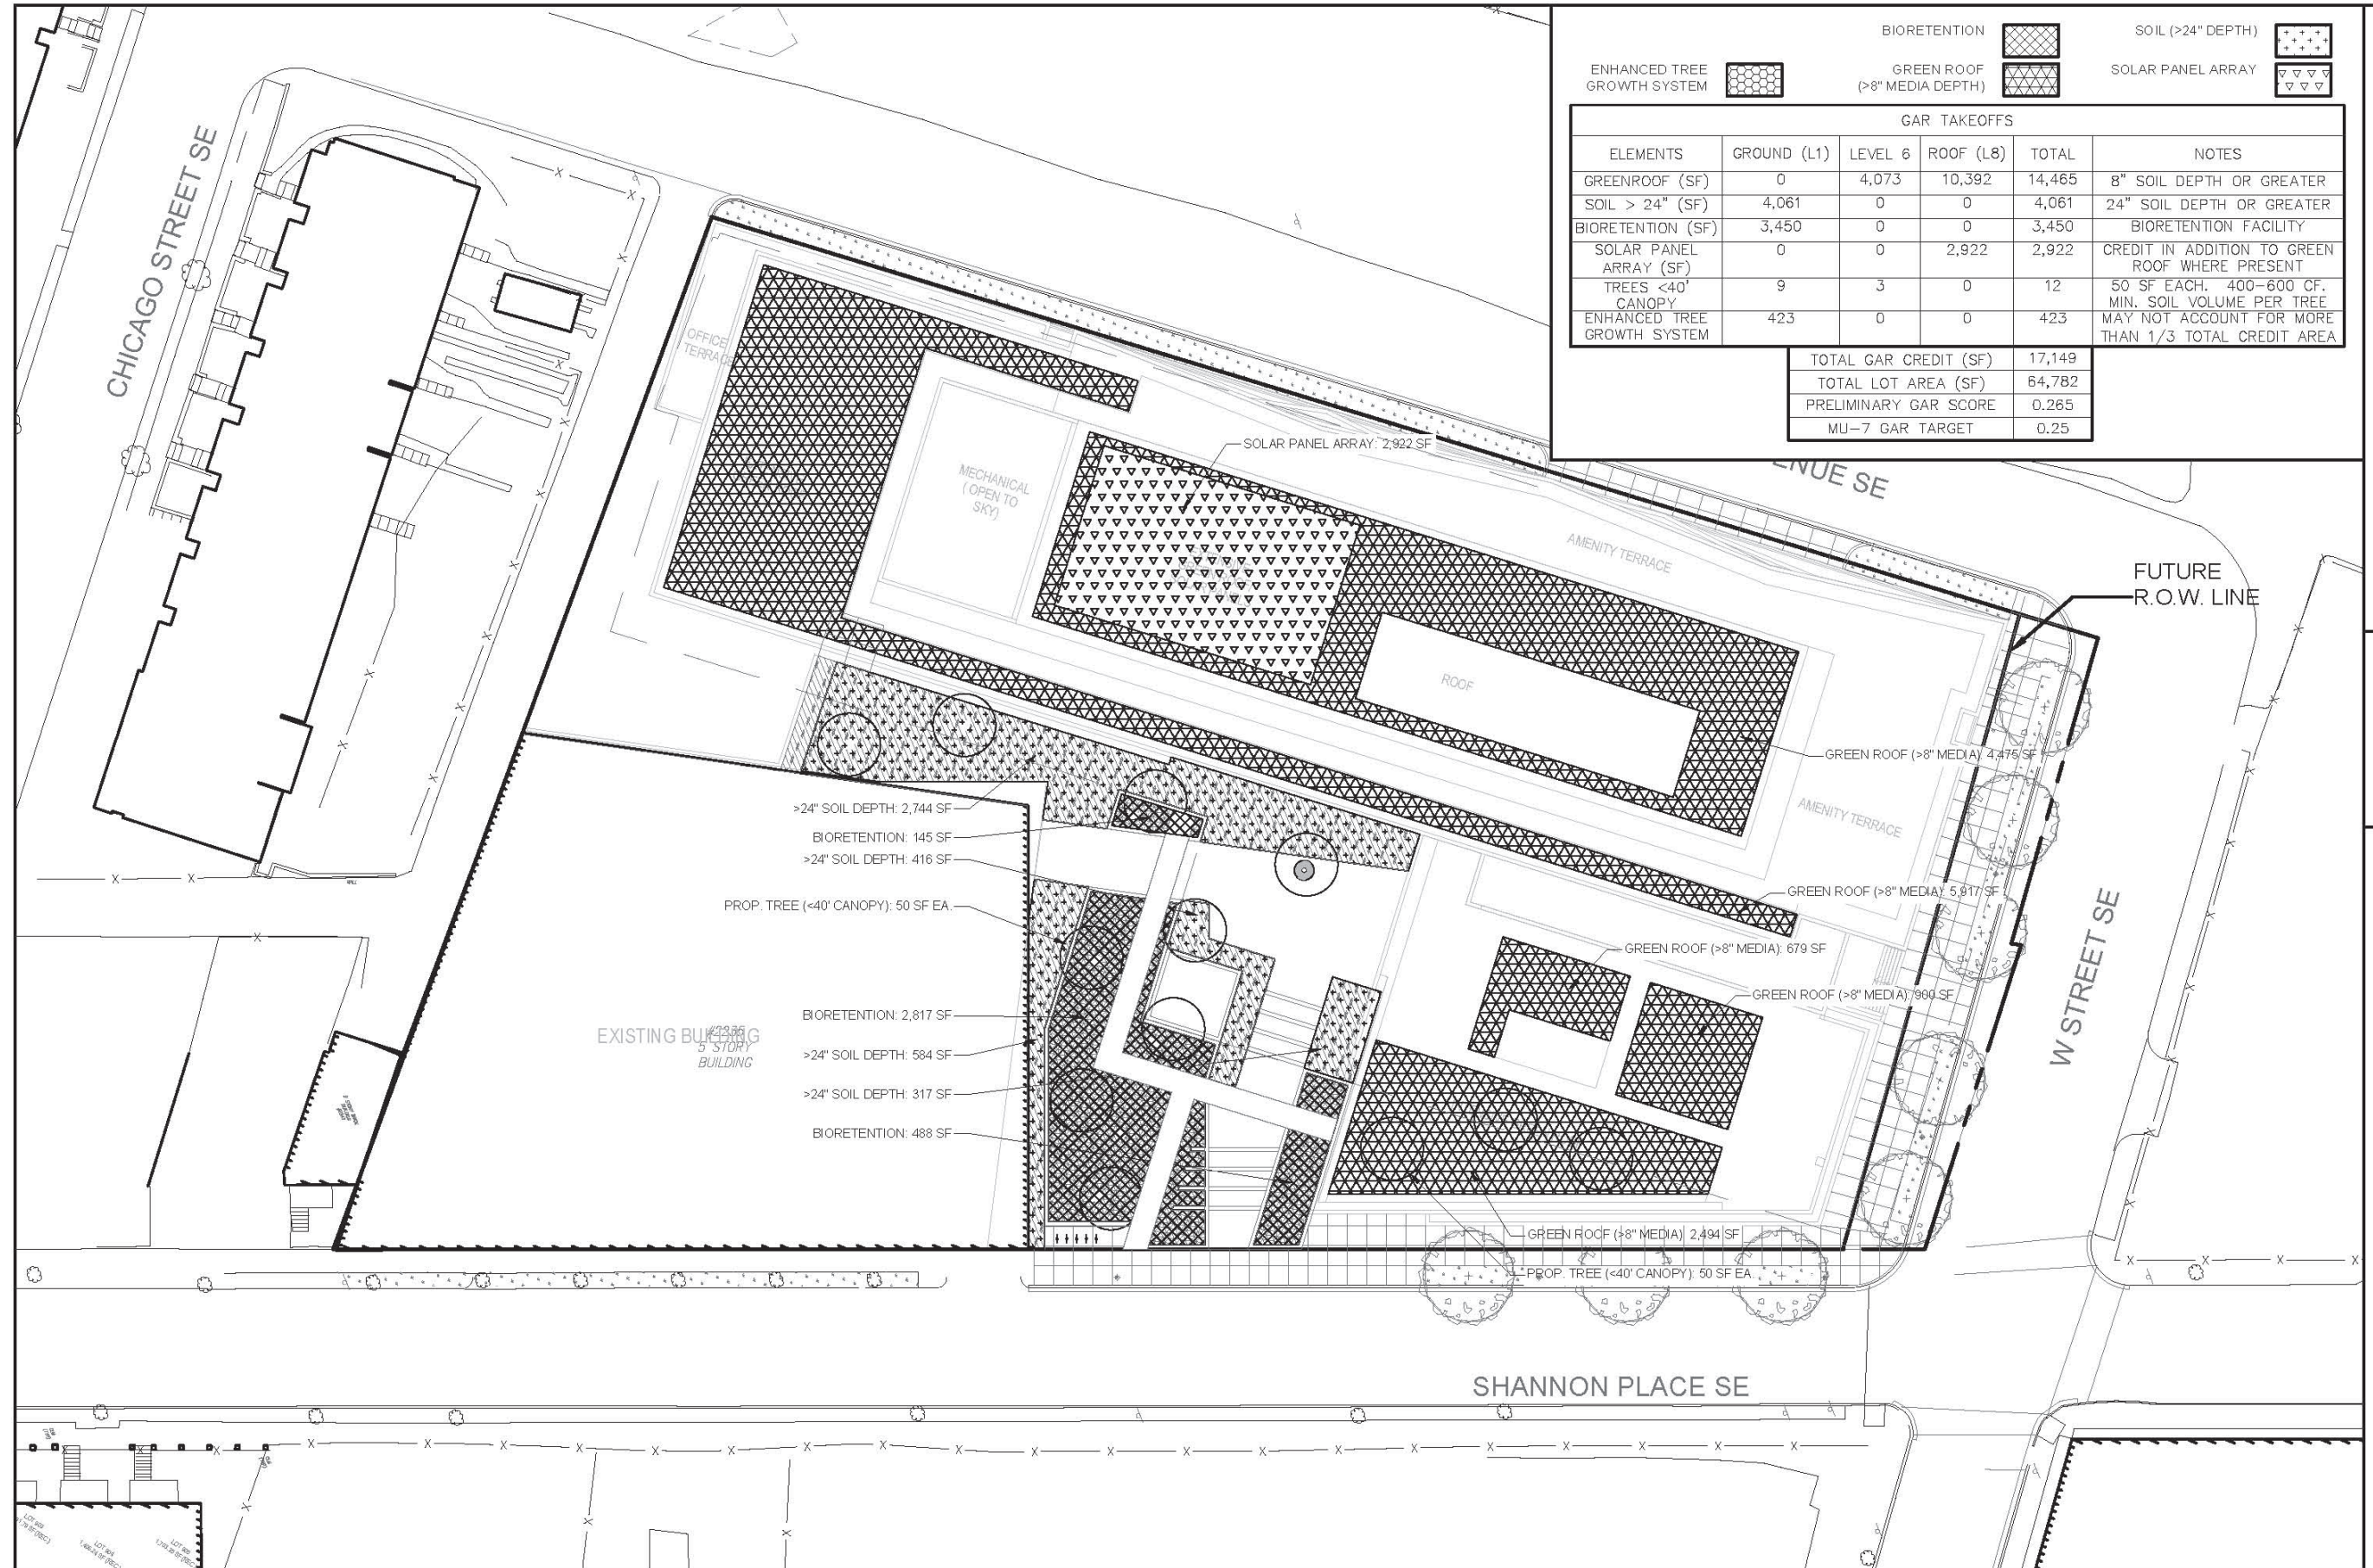 BIORETENTION
SOIL (>24" DEPTH)
ENHANCED TREE
GROWTH SYSTEM
GREEN ROOF
(>8" MEDIA DEPTH)
SOLAR PANEL ARRAY
GAR TAKEOFFS
ELEMENTS GROUND (L1) LEVEL 6 ROOF (L8) TOTAL NOTES
GREENROOF (SF) 0 4,073 10,392 14,465 8" SOIL DEPTH OR GREATER
SOIL > 24" (SF) 4,061 0 0 4,061 24" SOIL DEPTH OR GREATER
BIORETENTION (SF) 3,450 0 0 3,450 BIORETENTION FACILITY
SOLAR PANEL
ARRAY (SF) 0 0 2,922 2,922 CREDIT IN ADDITION TO GREEN
ROOF WHERE PRESENT
TREES <40'
CANOPY 9 3 0 12 50 SF EACH. 400-600 CF.
MIN. SOIL VOLUME PER TREE
ENHANCED TREE
GROWTH SYSTEM 423 0 0 423 MAY NOT ACCOUNT FOR MORE
THAN 1/3 TOTAL CREDIT AREA
TOTAL GAR CREDIT (SF) 17,149
TOTAL LOT AREA (SF) 64,782
PRELIMINARY GAR SCORE 0.265
MU-7 GAR TARGET 0.25
CHICAGO STREET SE
OFFICE
TERRACE
MECHANICAL
(OPEN TO
SKY)
SOLAR PANEL ARRAY: 2,922 SF
ENUE SE
AMENITY TERRACE
FUTURE
R.O.W. LINE
ROOF
GREEN ROOF (>8" MEDIA): 4,475 SF
AMENITY TERRACE
>24" SOIL DEPTH: 2,744 SF
BIORETENTION: 145 SF
>24" SOIL DEPTH: 416 SF
GREEN ROOF (>8" MEDIA): 5,917 SF
PROP. TREE (<40' CANOPY): 50 SF EA.
GREEN ROOF (>8" MEDIA): 679 SF
GREEN ROOF (>8" MEDIA): 900 SF
W STREET SE
BIORETENTION: 2,817 SF
EXISTING BUILDING
#2235
5 STORY
BUILDING
>24" SOIL DEPTH: 584 SF
>24" SOIL DEPTH: 317 SF
BIORETENTION: 488 SF
GREEN ROOF (>8" MEDIA): 2,494 SF
PROP. TREE (<40' CANOPY): 50 SF EA.
SHANNON PLACE SE